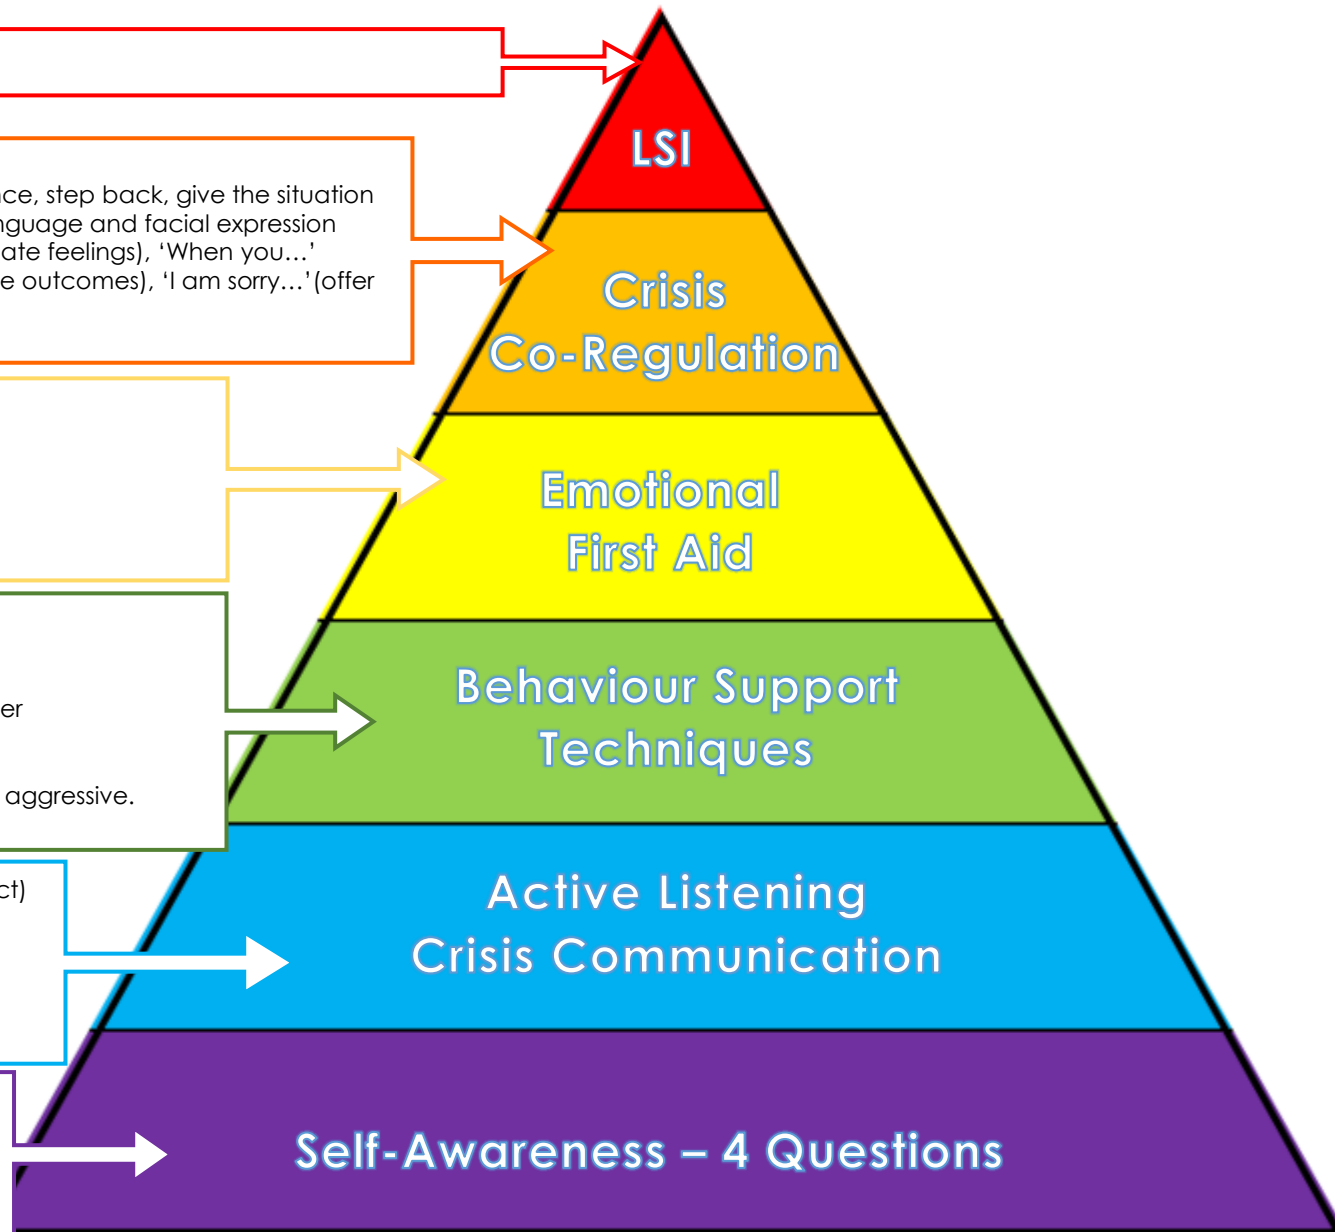 LSI
nce, step back, give the situation
nguage and facial expression
ate feelings), ‘When you…’
e outcomes), ‘I am sorry…’(offer
Crisis
Co-Regulation
Emotional
First Aid
er
aggressive.
Behaviour Support
Techniques
ct)
Active Listening
Crisis Communication
Self-Awareness – 4 Questions